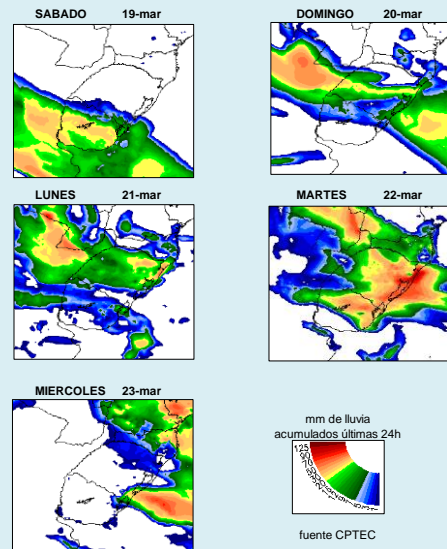 SABADO 19-mar
DOMINGO 20-mar
LUNES 21-mar
MARTES 22-mar
MIERCOLES 23-mar
mm de lluvia
acumulados últimas 24h
fuente CPTEC